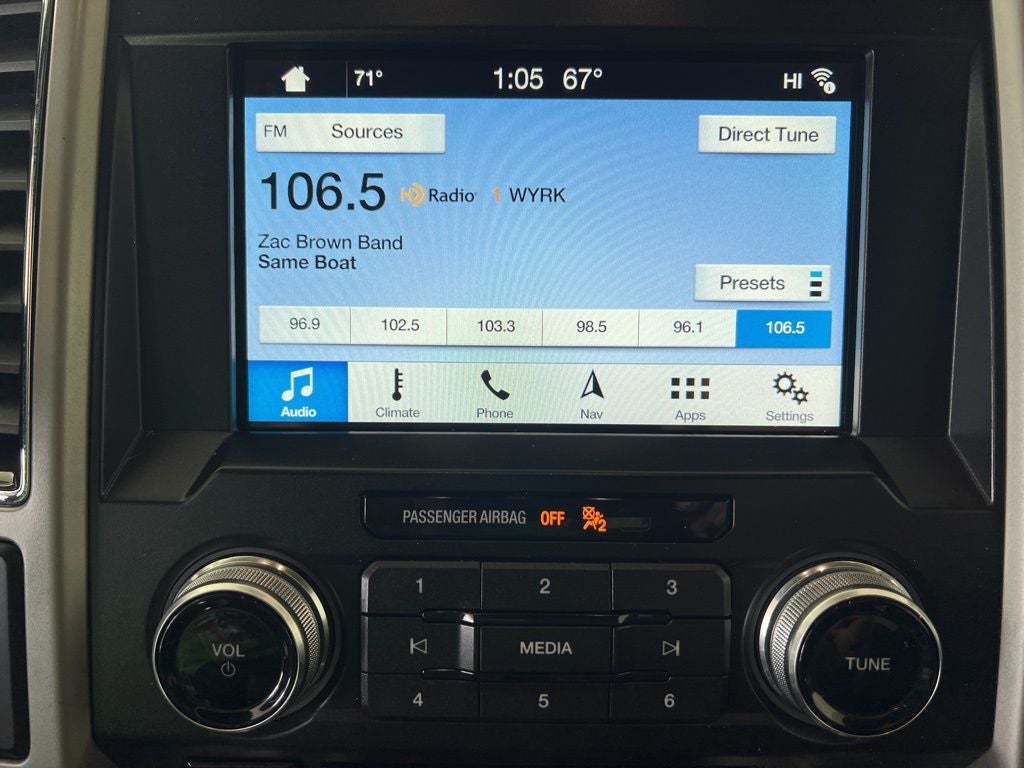 71° 1:05 67° HI
FM Sources Direct Tune
106.5 HD Radio 1 WYRK
Zac Brown Band
Same Boat
Presets
96.9 102.5 103.3 98.5 96.1 106.5
Audio Climate Phone Nav Apps Settings
PASSENGER AIRBAG OFF 2
1 2 3
VOL MEDIA TUNE
4 5 6